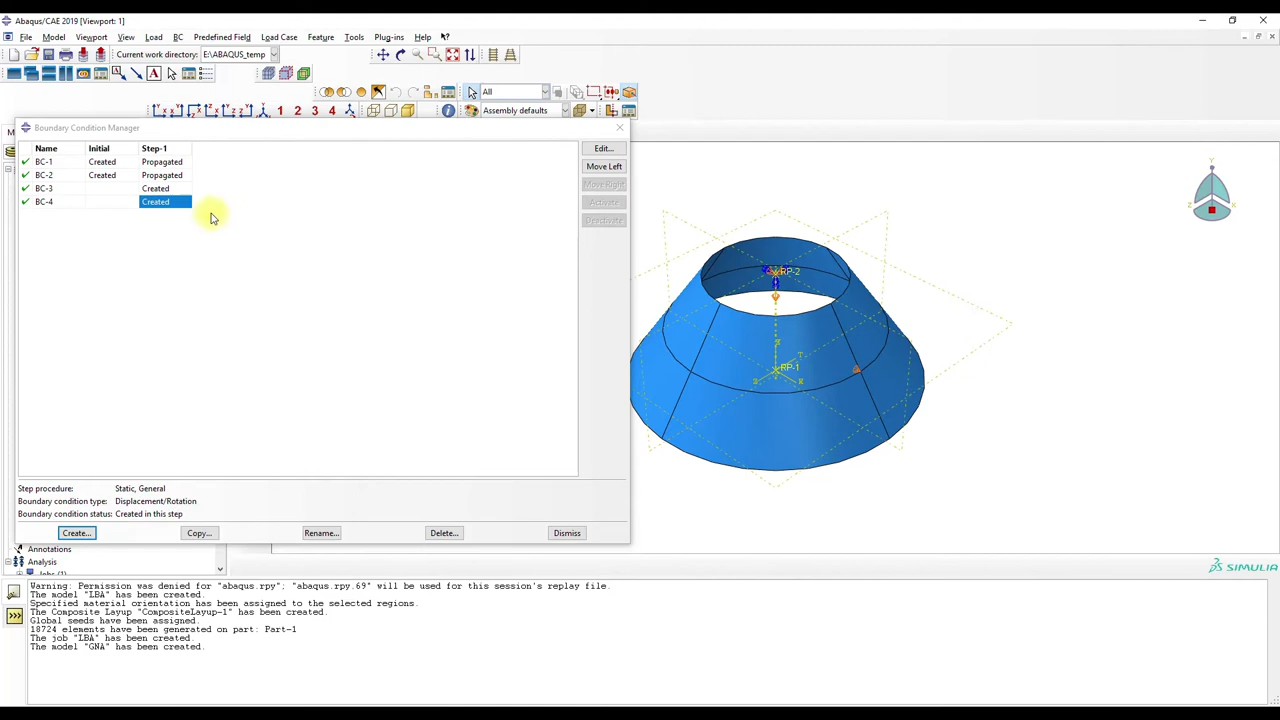 Abaqus/CAE 2019 [Viewport: 1]
File Model Viewport View Load BC Predefined Field Load Case Feature Tools Plug-ins Help
Current work directory: E:\ABAQUS_temp
A
All
1 2 3 4
Assembly defaults
Boundary Condition Manager
Name Initial Step-1
BC-1 Created Propagated
BC-2 Created Propagated
BC-3 Created
BC-4 Created
Edit...
Move Left
Move Right
Activate
Deactivate
Step procedure: Static, General
Boundary condition type: Displacement/Rotation
Boundary condition status: Created in this step
Create... Copy... Rename... Delete... Dismiss
Annotations
Analysis
Jobs (1)
RP-2
RP-1
T
Y
Z X
SIMULIA
Warning: Permission was denied for "abaqus.rpy"; "abaqus.rpy.69" will be used for this session's replay file.
The model "LBA" has been created.
Specified material orientation has been assigned to the selected regions.
The Composite Layup "CompositeLayup-1" has been created.
Global seeds have been assigned.
18724 elements have been generated on part: Part-1
The job "LBA" has been created.
The model "GNA" has been created.